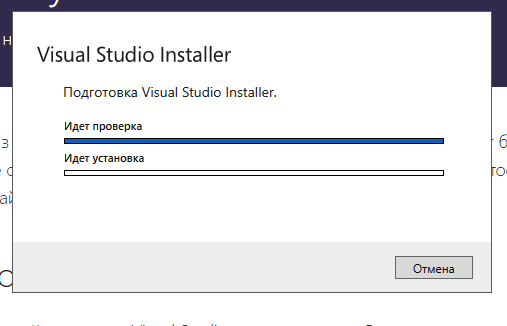 Visual Studio Installer
Подготовка Visual Studio Installer.
Идет проверка
Идет установка
Отмена